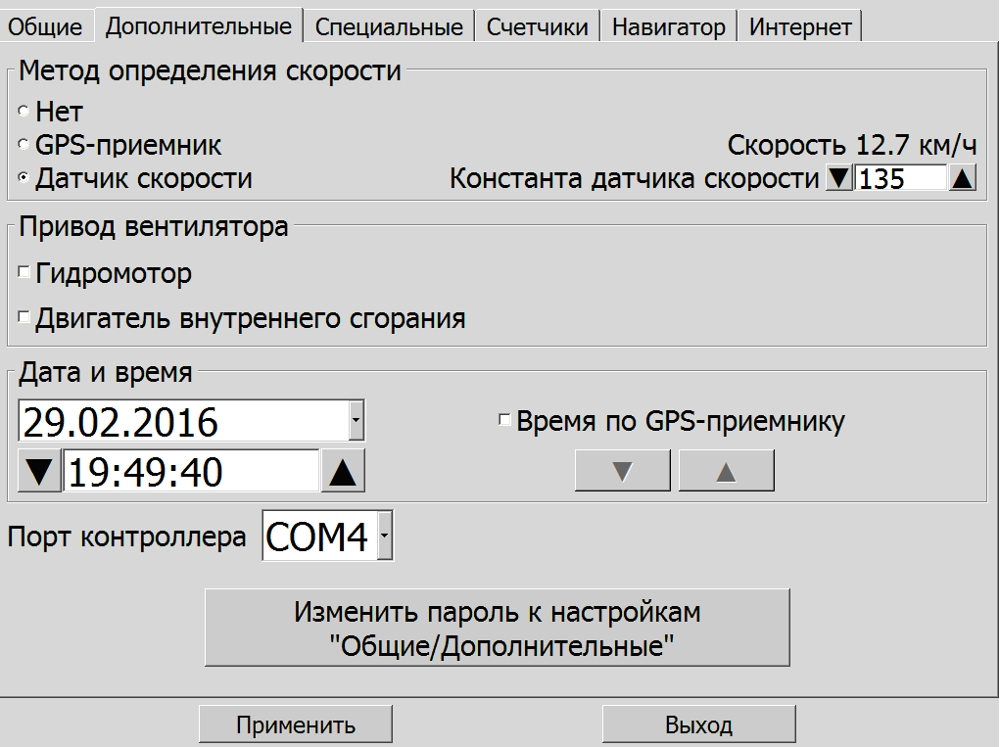 Общие Дополнительные Специальные Счетчики Навигатор Интернет
Метод определения скорости
Нет
GPS-приемник Скорость 12.7 км/ч
Датчик скорости Константа датчика скорости 135
Привод вентилятора
Гидромотор
Двигатель внутреннего сгорания
Дата и время
29.02.2016 Время по GPS-приемнику
19:49:40
Порт контроллера COM4
Изменить пароль к настройкам
"Общие/Дополнительные"
Применить Выход